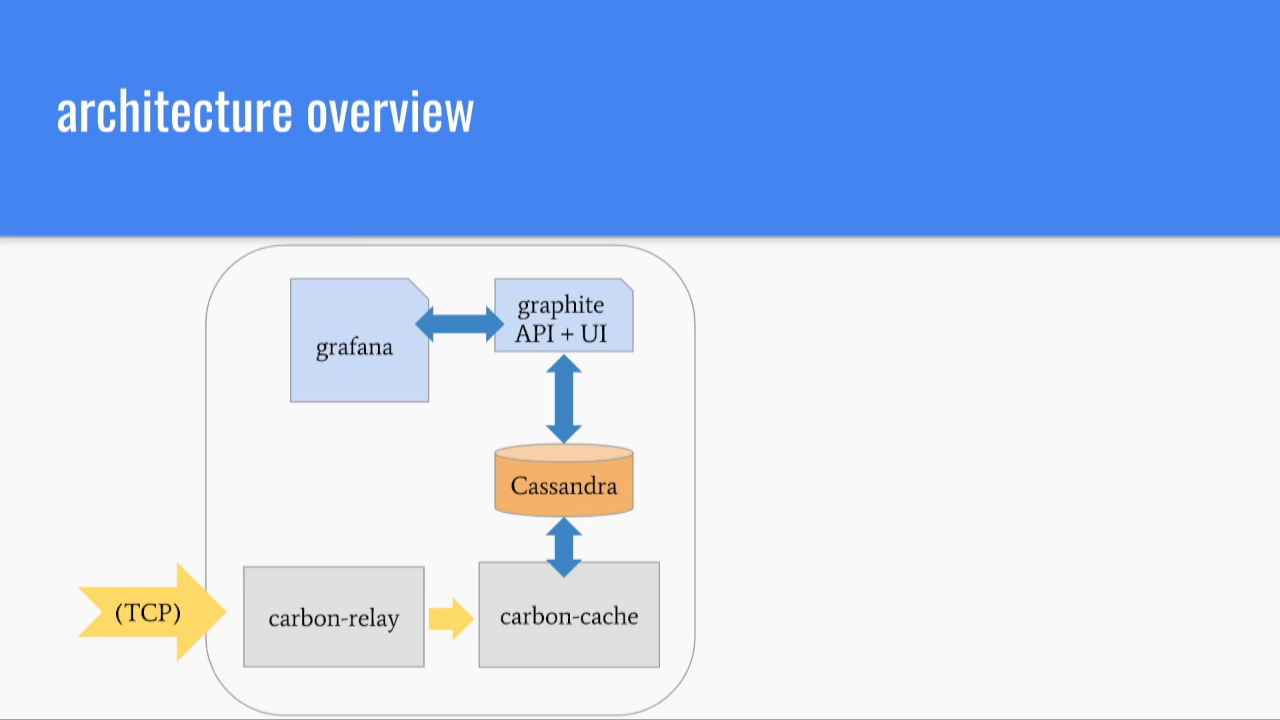 architecture overview
grafana
graphite
API + UI
Cassandra
(TCP)
carbon-relay
carbon-cache